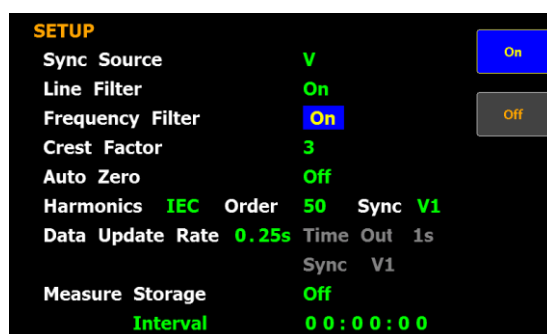 SETUP
Sync Source V
Line Filter On
Frequency Filter On
Crest Factor 3
Auto Zero Off
Harmonics IEC Order 50 Sync V1
Data Update Rate 0.25s Time Out 1s
Sync V1
Measure Storage Off
Interval 00:00:00
On
Off